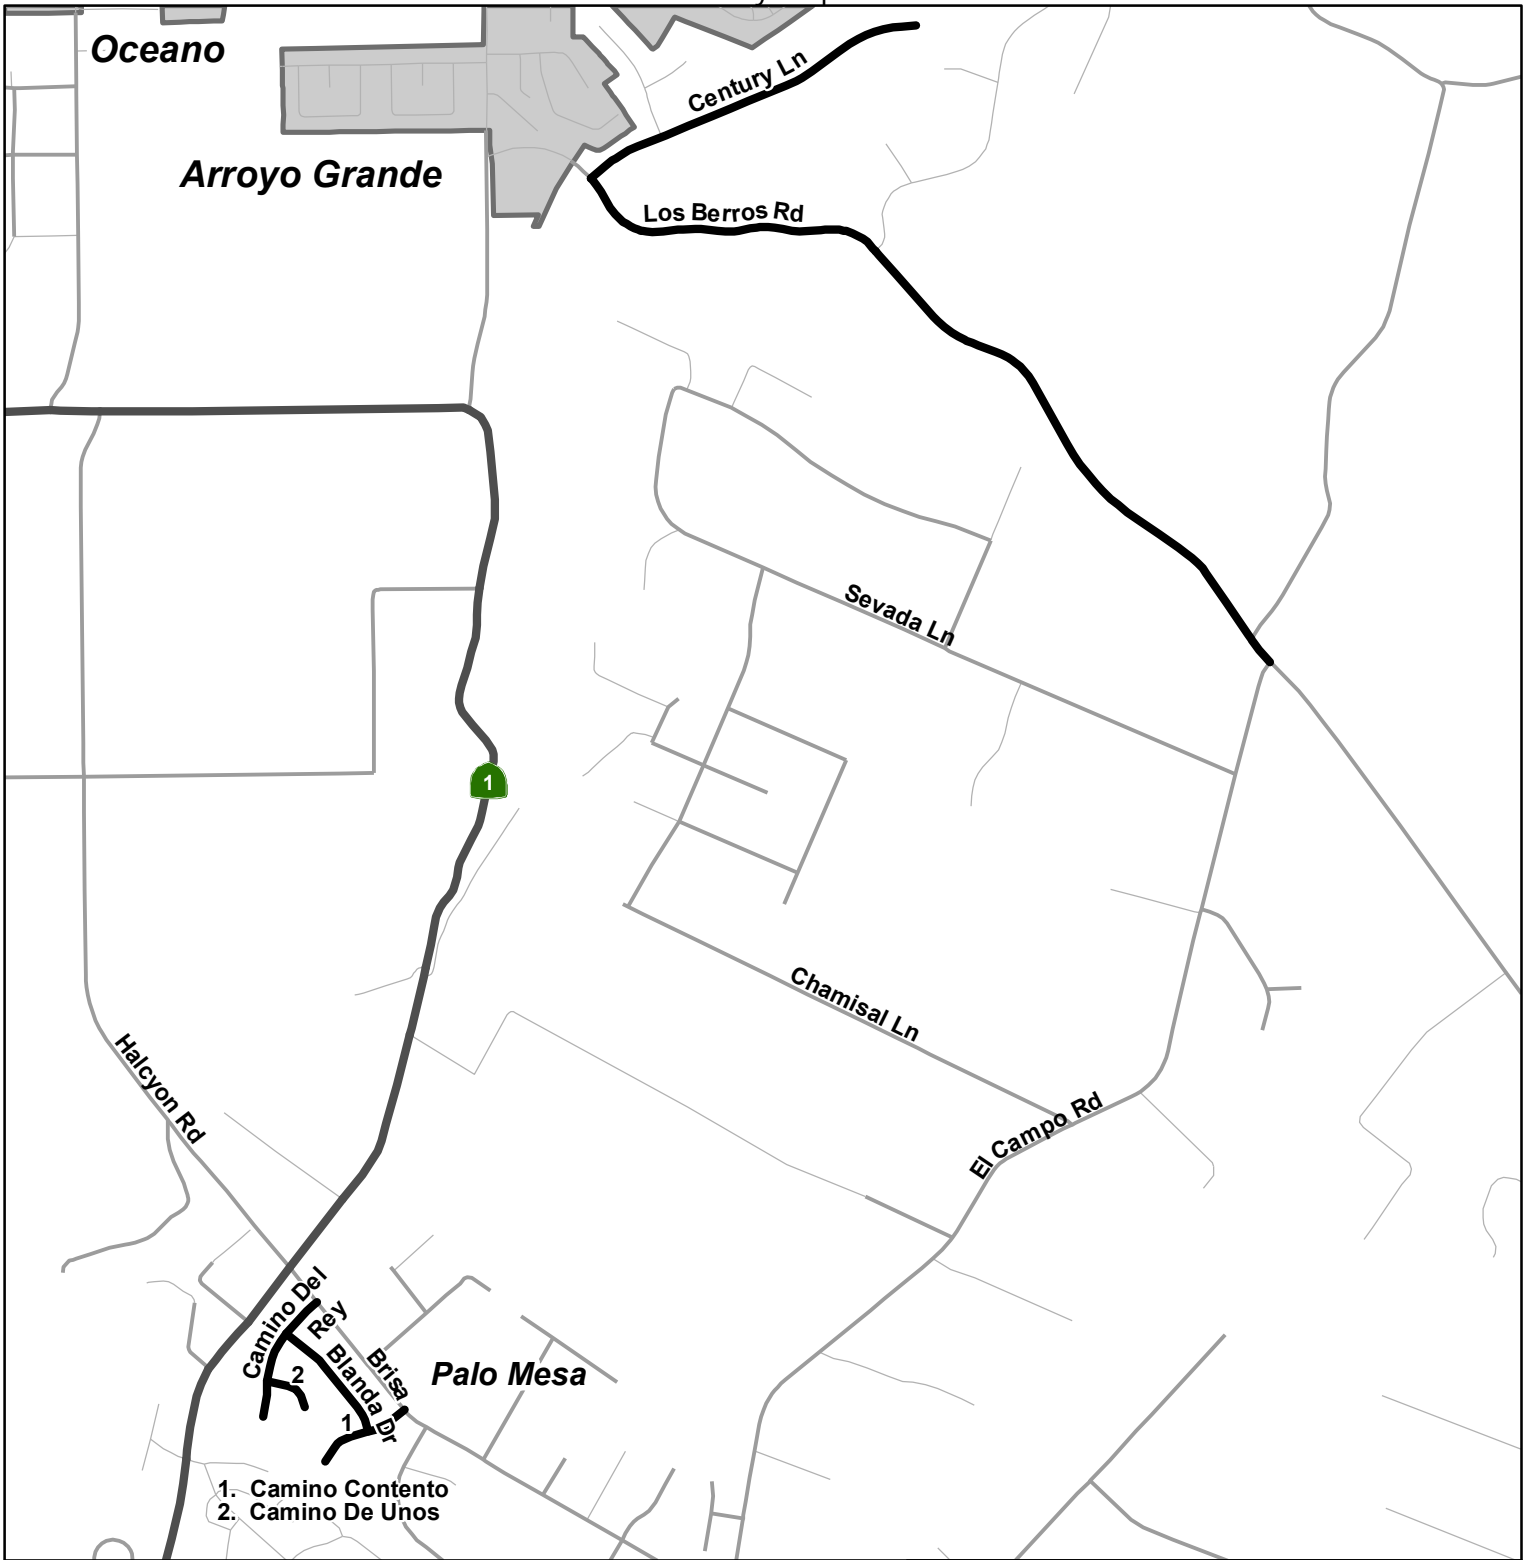 Oceano
Century Ln
Arroyo Grande
Los Berros Rd
Sevada Ln
1
Chamisal Ln
Halcyon Rd
El Campo Rd
Camino Del
Rey
Brisa
Blanda Dr
Palo Mesa
2
1
1. Camino Contento
2. Camino De Unos